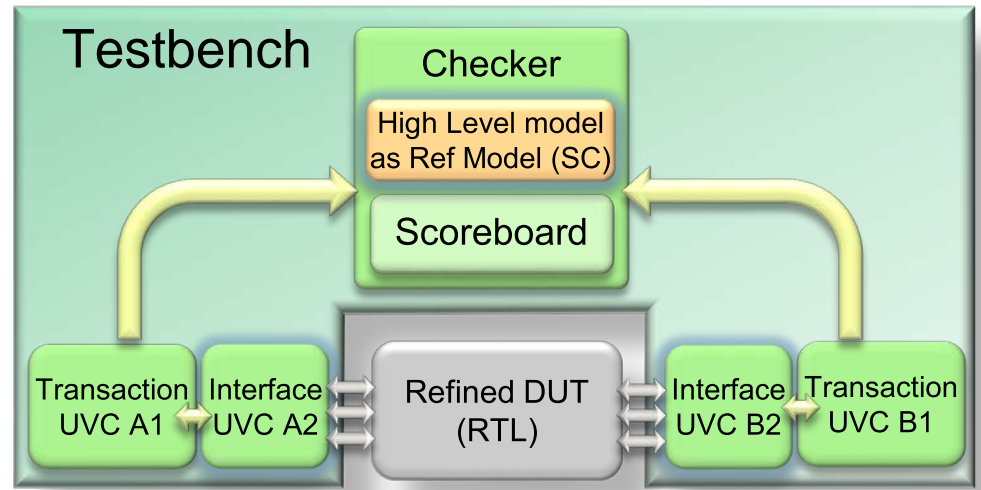 Testbench
Checker
High Level model
as Ref Model (SC)
Scoreboard
Transaction
UVC A1
Interface
UVC A2
Refined DUT
(RTL)
Interface
UVC B2
Transaction
UVC B1